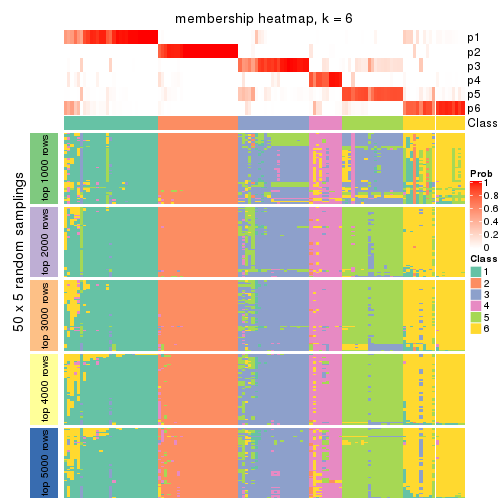 membership heatmap, k = 6
p1
p2
p3
p4
p5
p6
Class
50 x 5 random samplings
top 1000 rows
top 2000 rows
top 3000 rows
top 4000 rows
top 5000 rows
Prob
1
0.8
0.6
0.4
0.2
0
Class
1
2
3
4
5
6